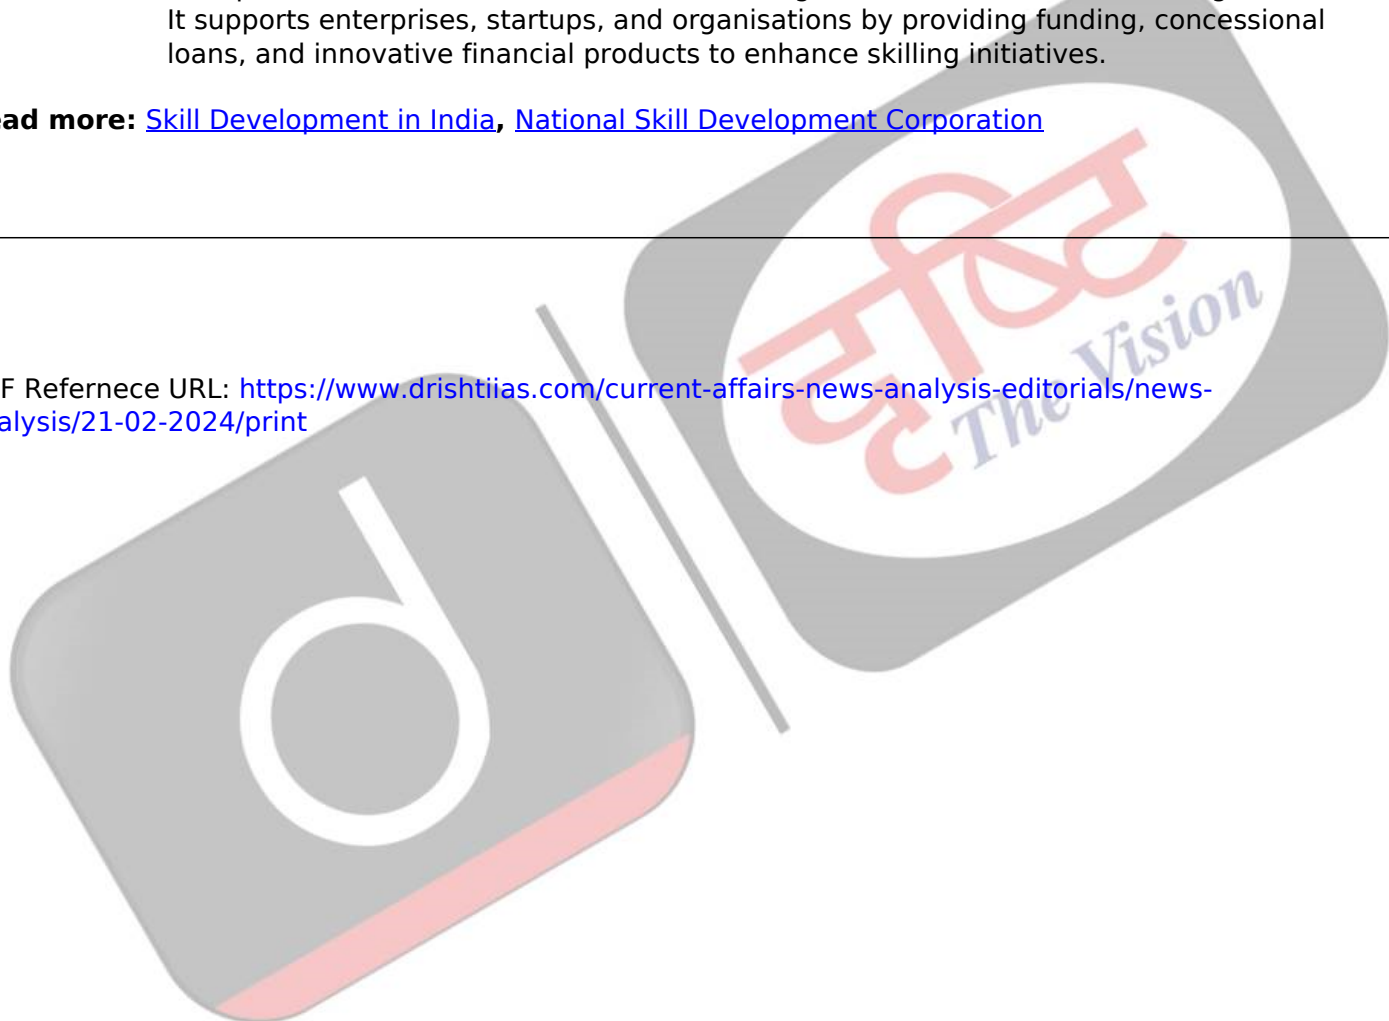 It supports enterprises, startups, and organisations by providing funding, concessional
loans, and innovative financial products to enhance skilling initiatives.
ead more: Skill Development in India, National Skill Development Corporation
F Refernece URL: https://www.drishtiias.com/current-affairs-news-analysis-editorials/news-
alysis/21-02-2024/print
दृष्टि
The Vision
d